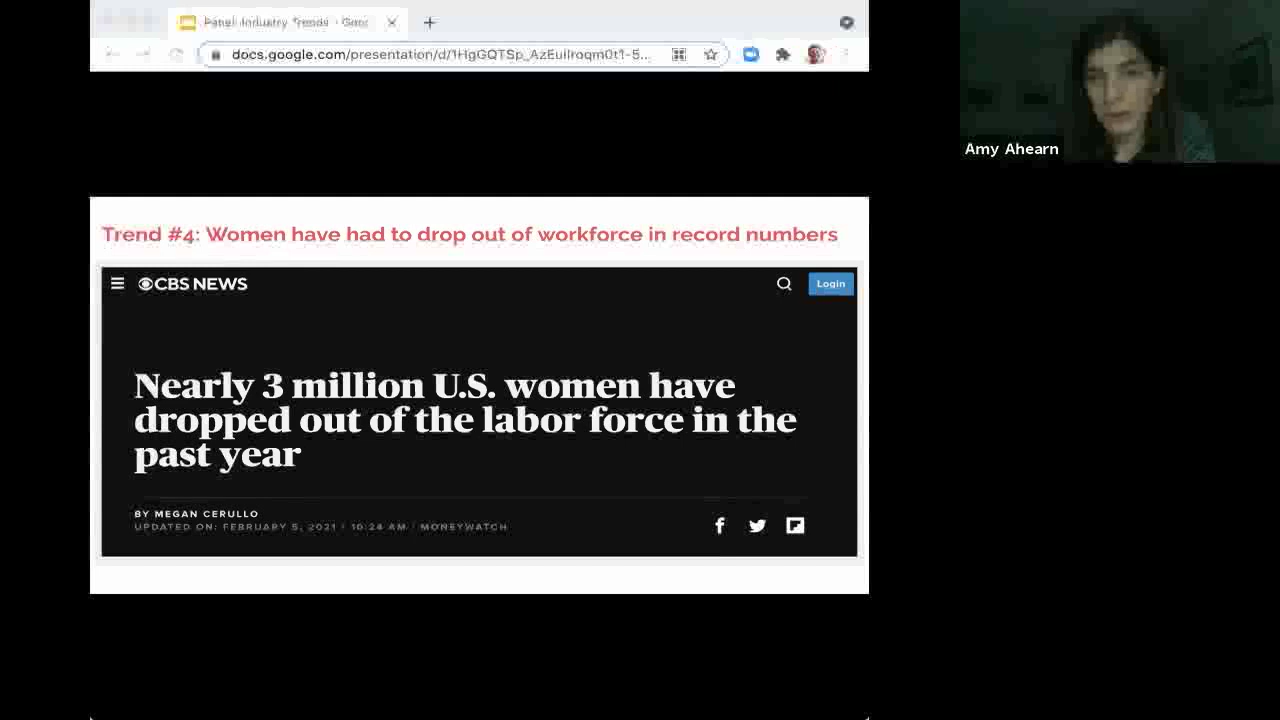 Panel: Industry Trends - Goo
docs.google.com/presentation/d/1HgGQTSp_AzEuiIroqm0t1-5...
Amy Ahearn
Trend #4: Women have had to drop out of workforce in record numbers
CBS NEWS
Login
Nearly 3 million U.S. women have
dropped out of the labor force in the
past year
BY MEGAN CERULLO
UPDATED ON: FEBRUARY 5, 2021 / 10:24 AM / MONEYWATCH